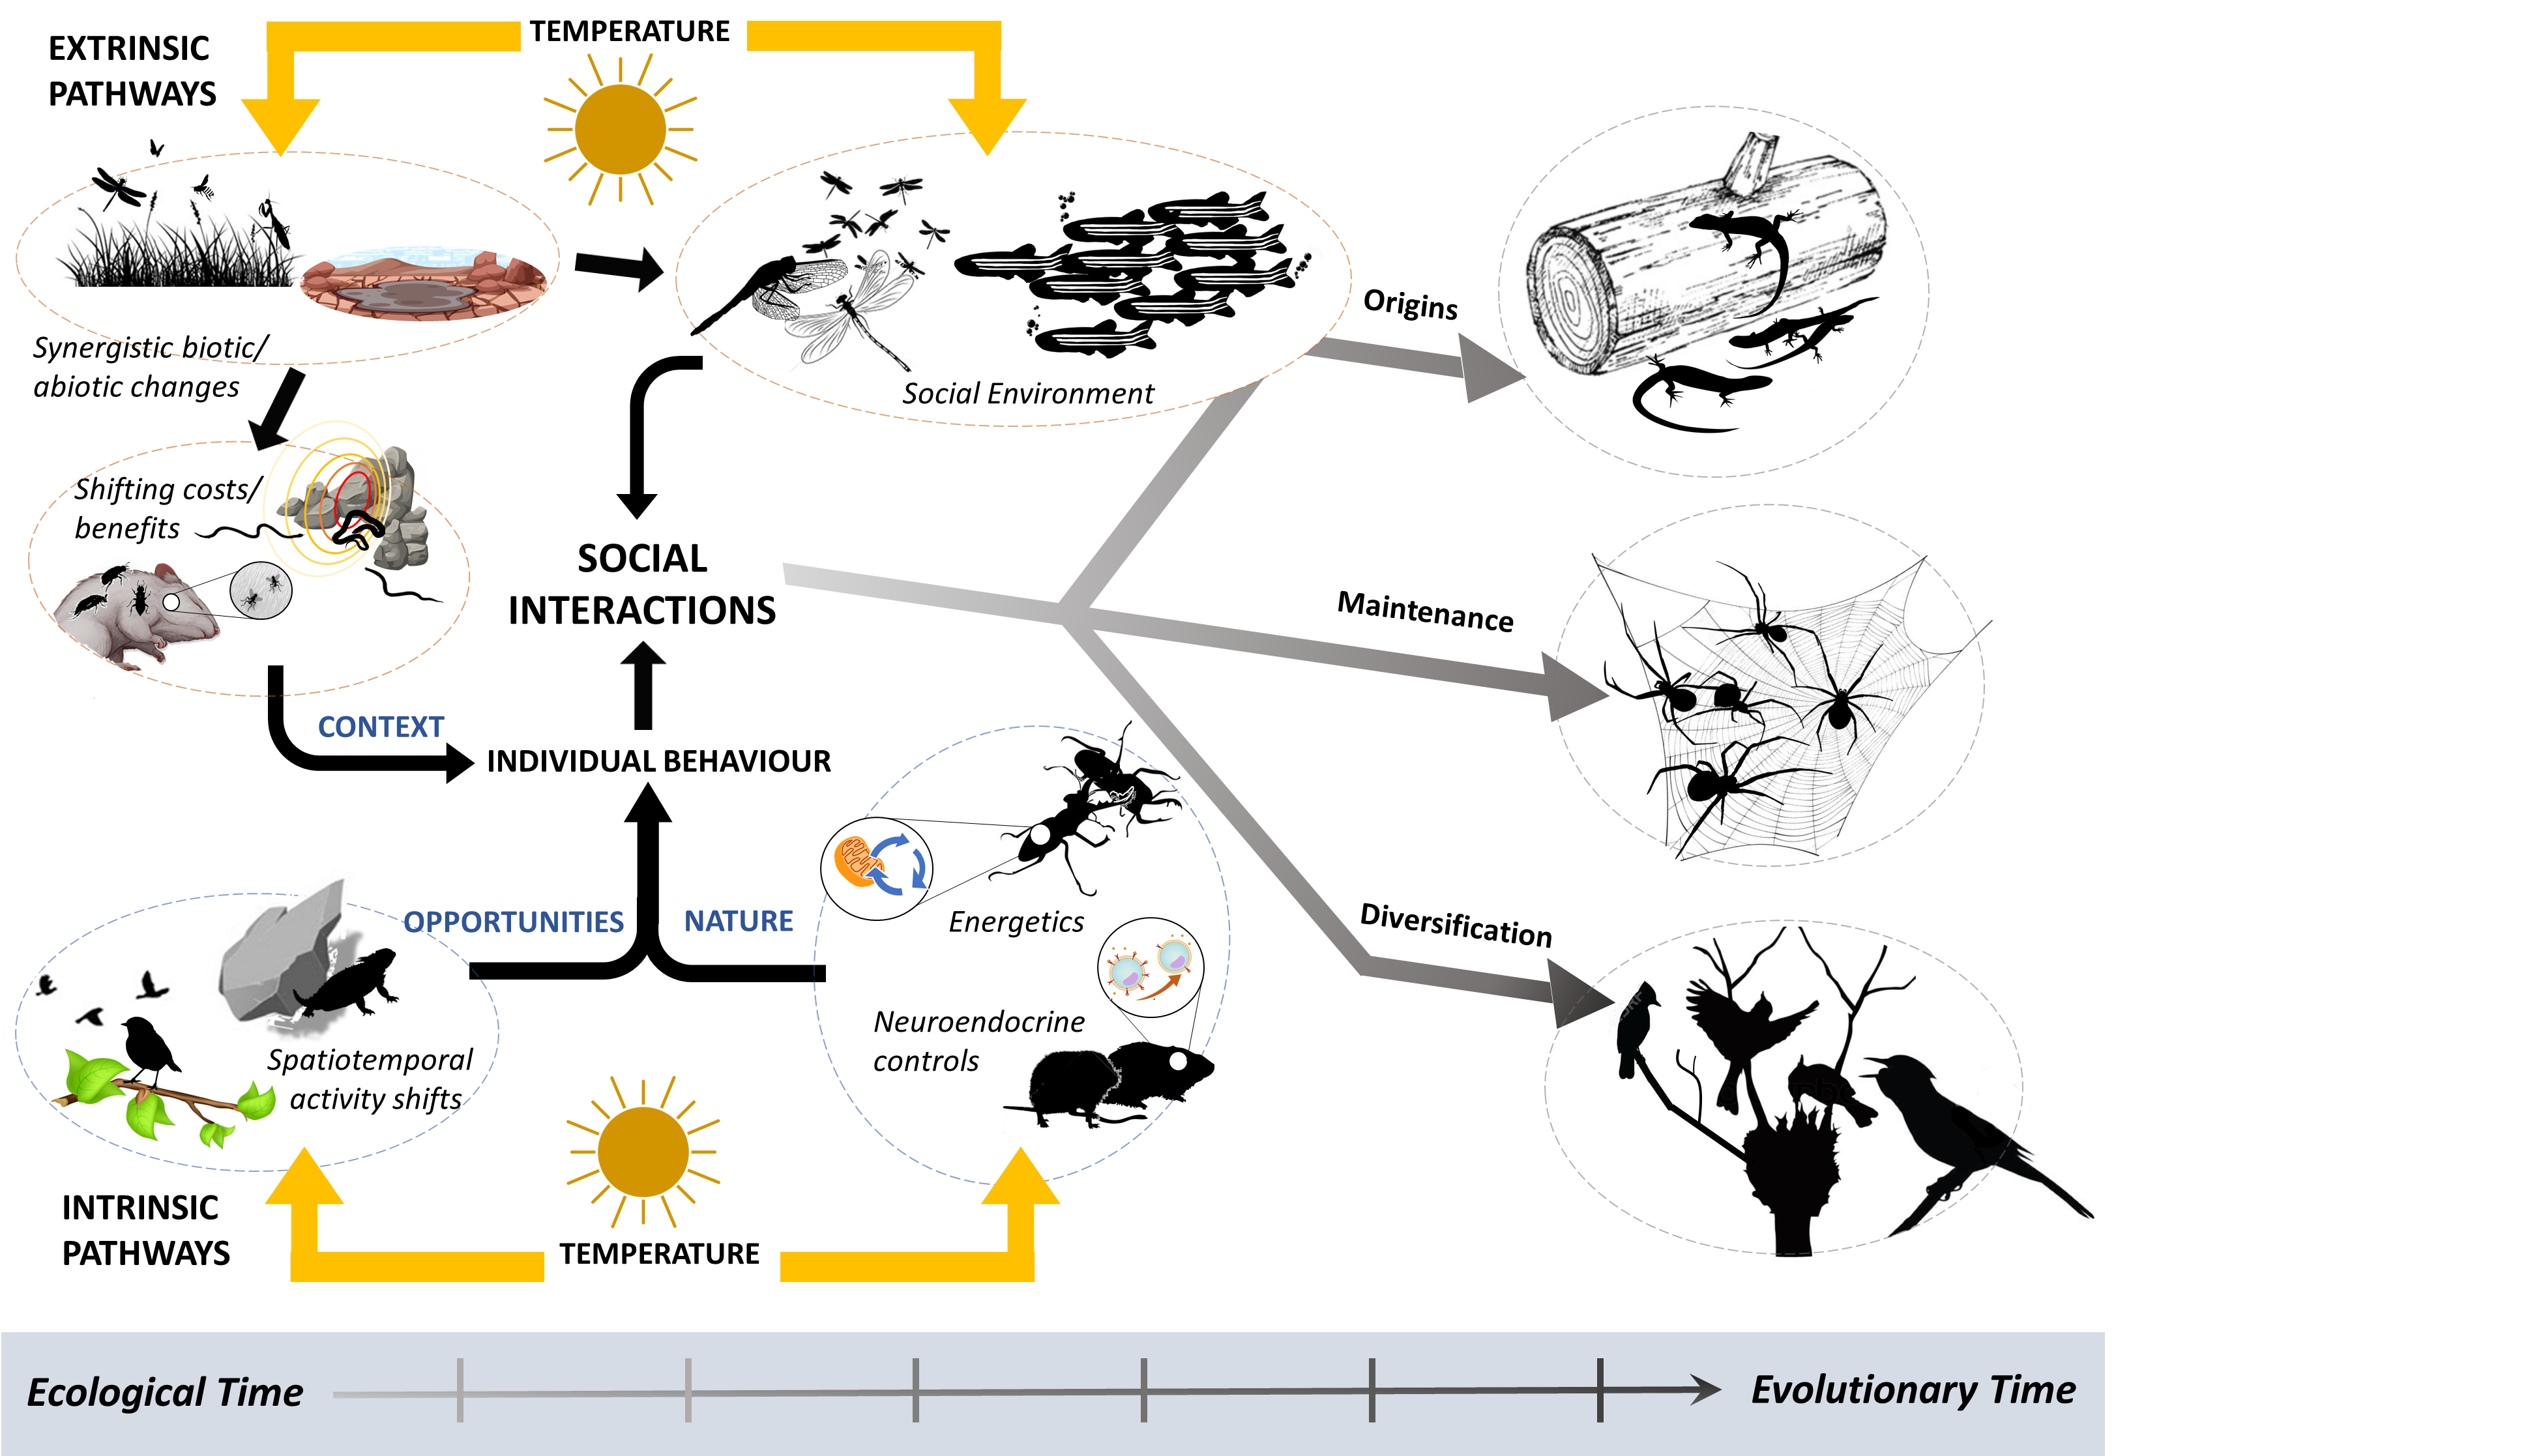 EXTRINSIC
PATHWAYS
TEMPERATURE
Synergistic biotic/
abiotic changes
Social Environment
Origins
Shifting costs/
benefits
SOCIAL
INTERACTIONS
Maintenance
CONTEXT
INDIVIDUAL BEHAVIOUR
OPPORTUNITIES
NATURE
Energetics
Diversification
Neuroendocrine
controls
Spatiotemporal
activity shifts
INTRINSIC
PATHWAYS
TEMPERATURE
Ecological Time
Evolutionary Time